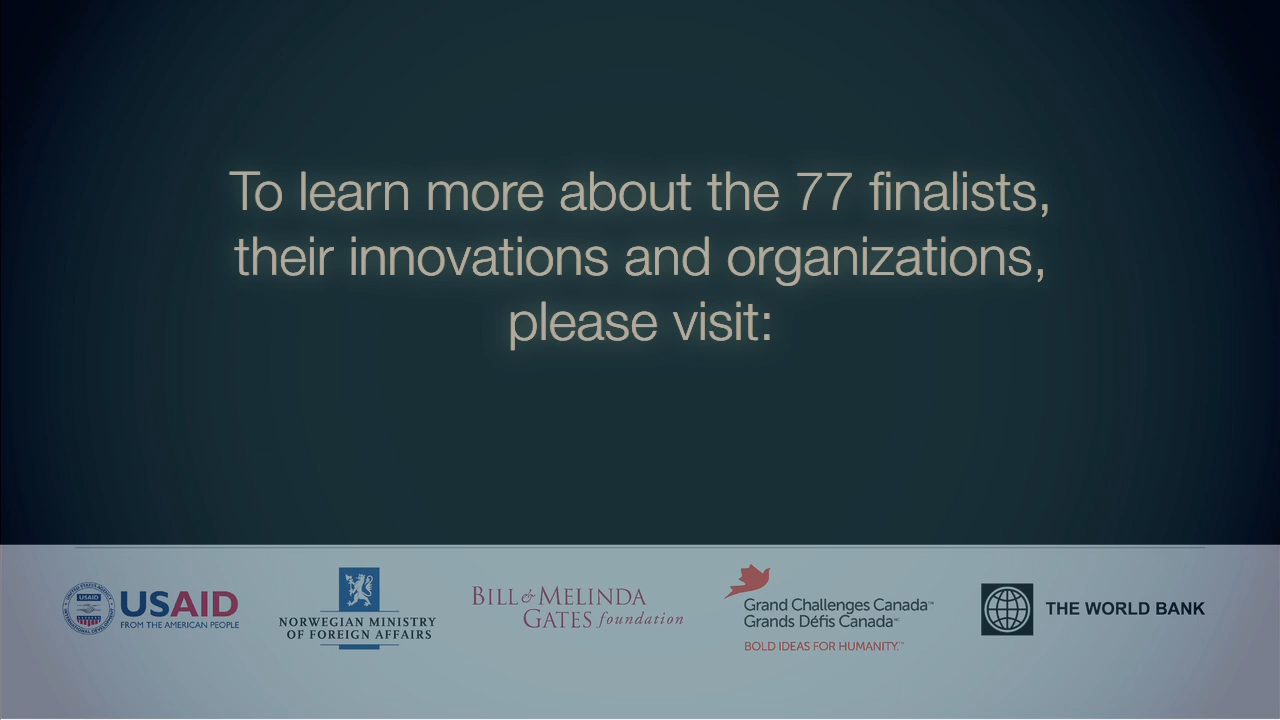 To learn more about the 77 finalists,
their innovations and organizations,
please visit:
USAID
FROM THE AMERICAN PEOPLE
NORWEGIAN MINISTRY
OF FOREIGN AFFAIRS
BILL & MELINDA
GATES foundation
Grand Challenges Canada™
Grands Défis Canada
BOLD IDEAS FOR HUMANITY.™
THE WORLD BANK